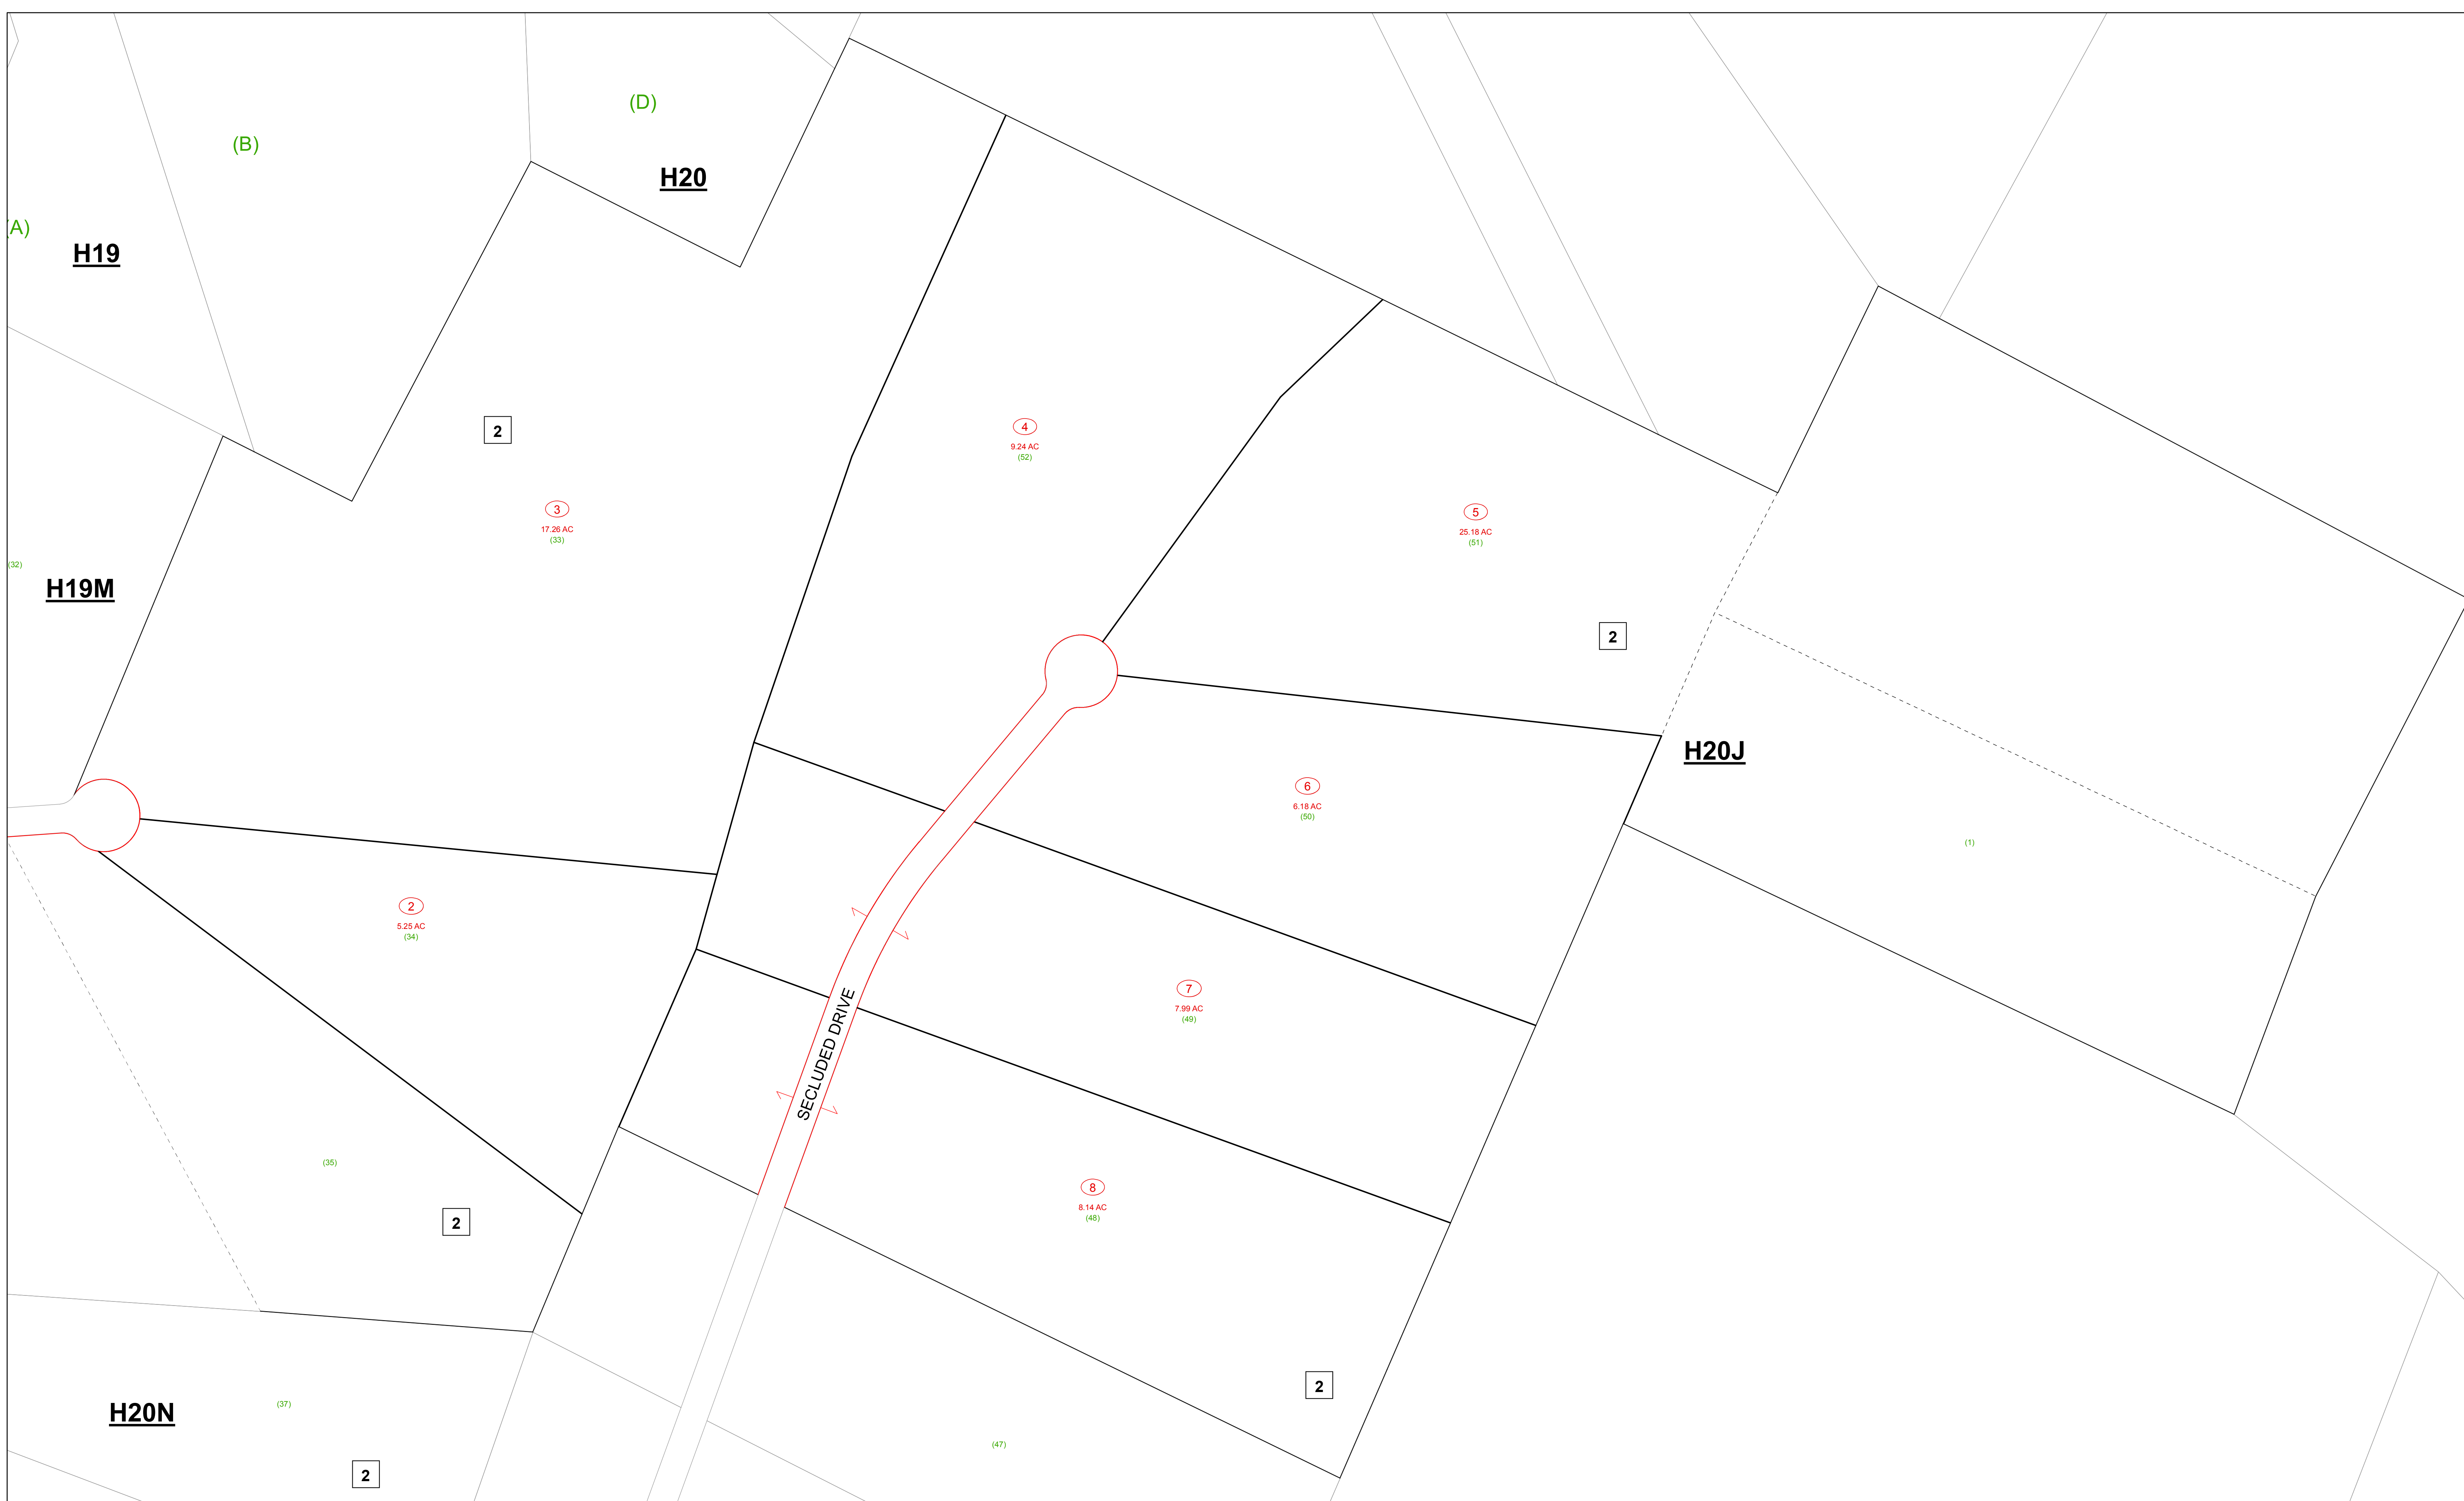 (D)
(B)
H20
(A)
H19
4
9.24 AC
(52)
2
3
17.26 AC
(33)
5
25.18 AC
(51)
(32)
H19M
2
H20J
6
6.18 AC
(50)
(1)
2
5.25 AC
(34)
7
7.99 AC
(49)
SECLUDED DRIVE
(35)
8
8.14 AC
(48)
2
2
H20N
(37)
(47)
2